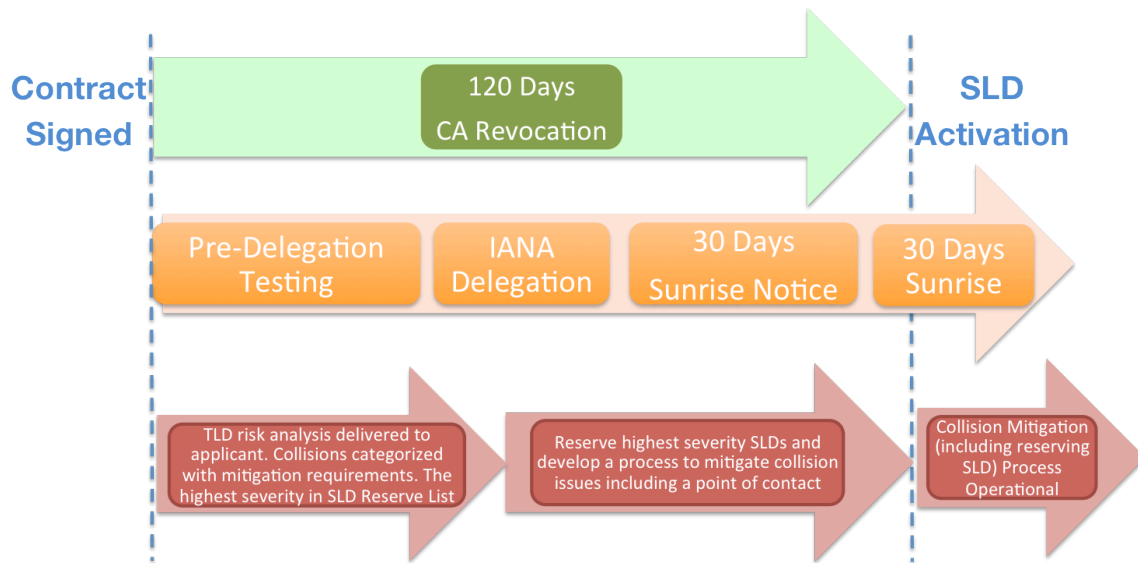 Contract
Signed
120 Days
CA Revocation
SLD
Activation
Pre-Delegation
Testing
IANA
Delegation
30 Days
Sunrise Notice
30 Days
Sunrise
TLD risk analysis delivered to
applicant. Collisions categorized
with mitigation requirements. The
highest severity in SLD Reserve List
Reserve highest severity SLDs and
develop a process to mitigate collision
issues including a point of contact
Collision Mitigation
(including reserving
SLD) Process
Operational